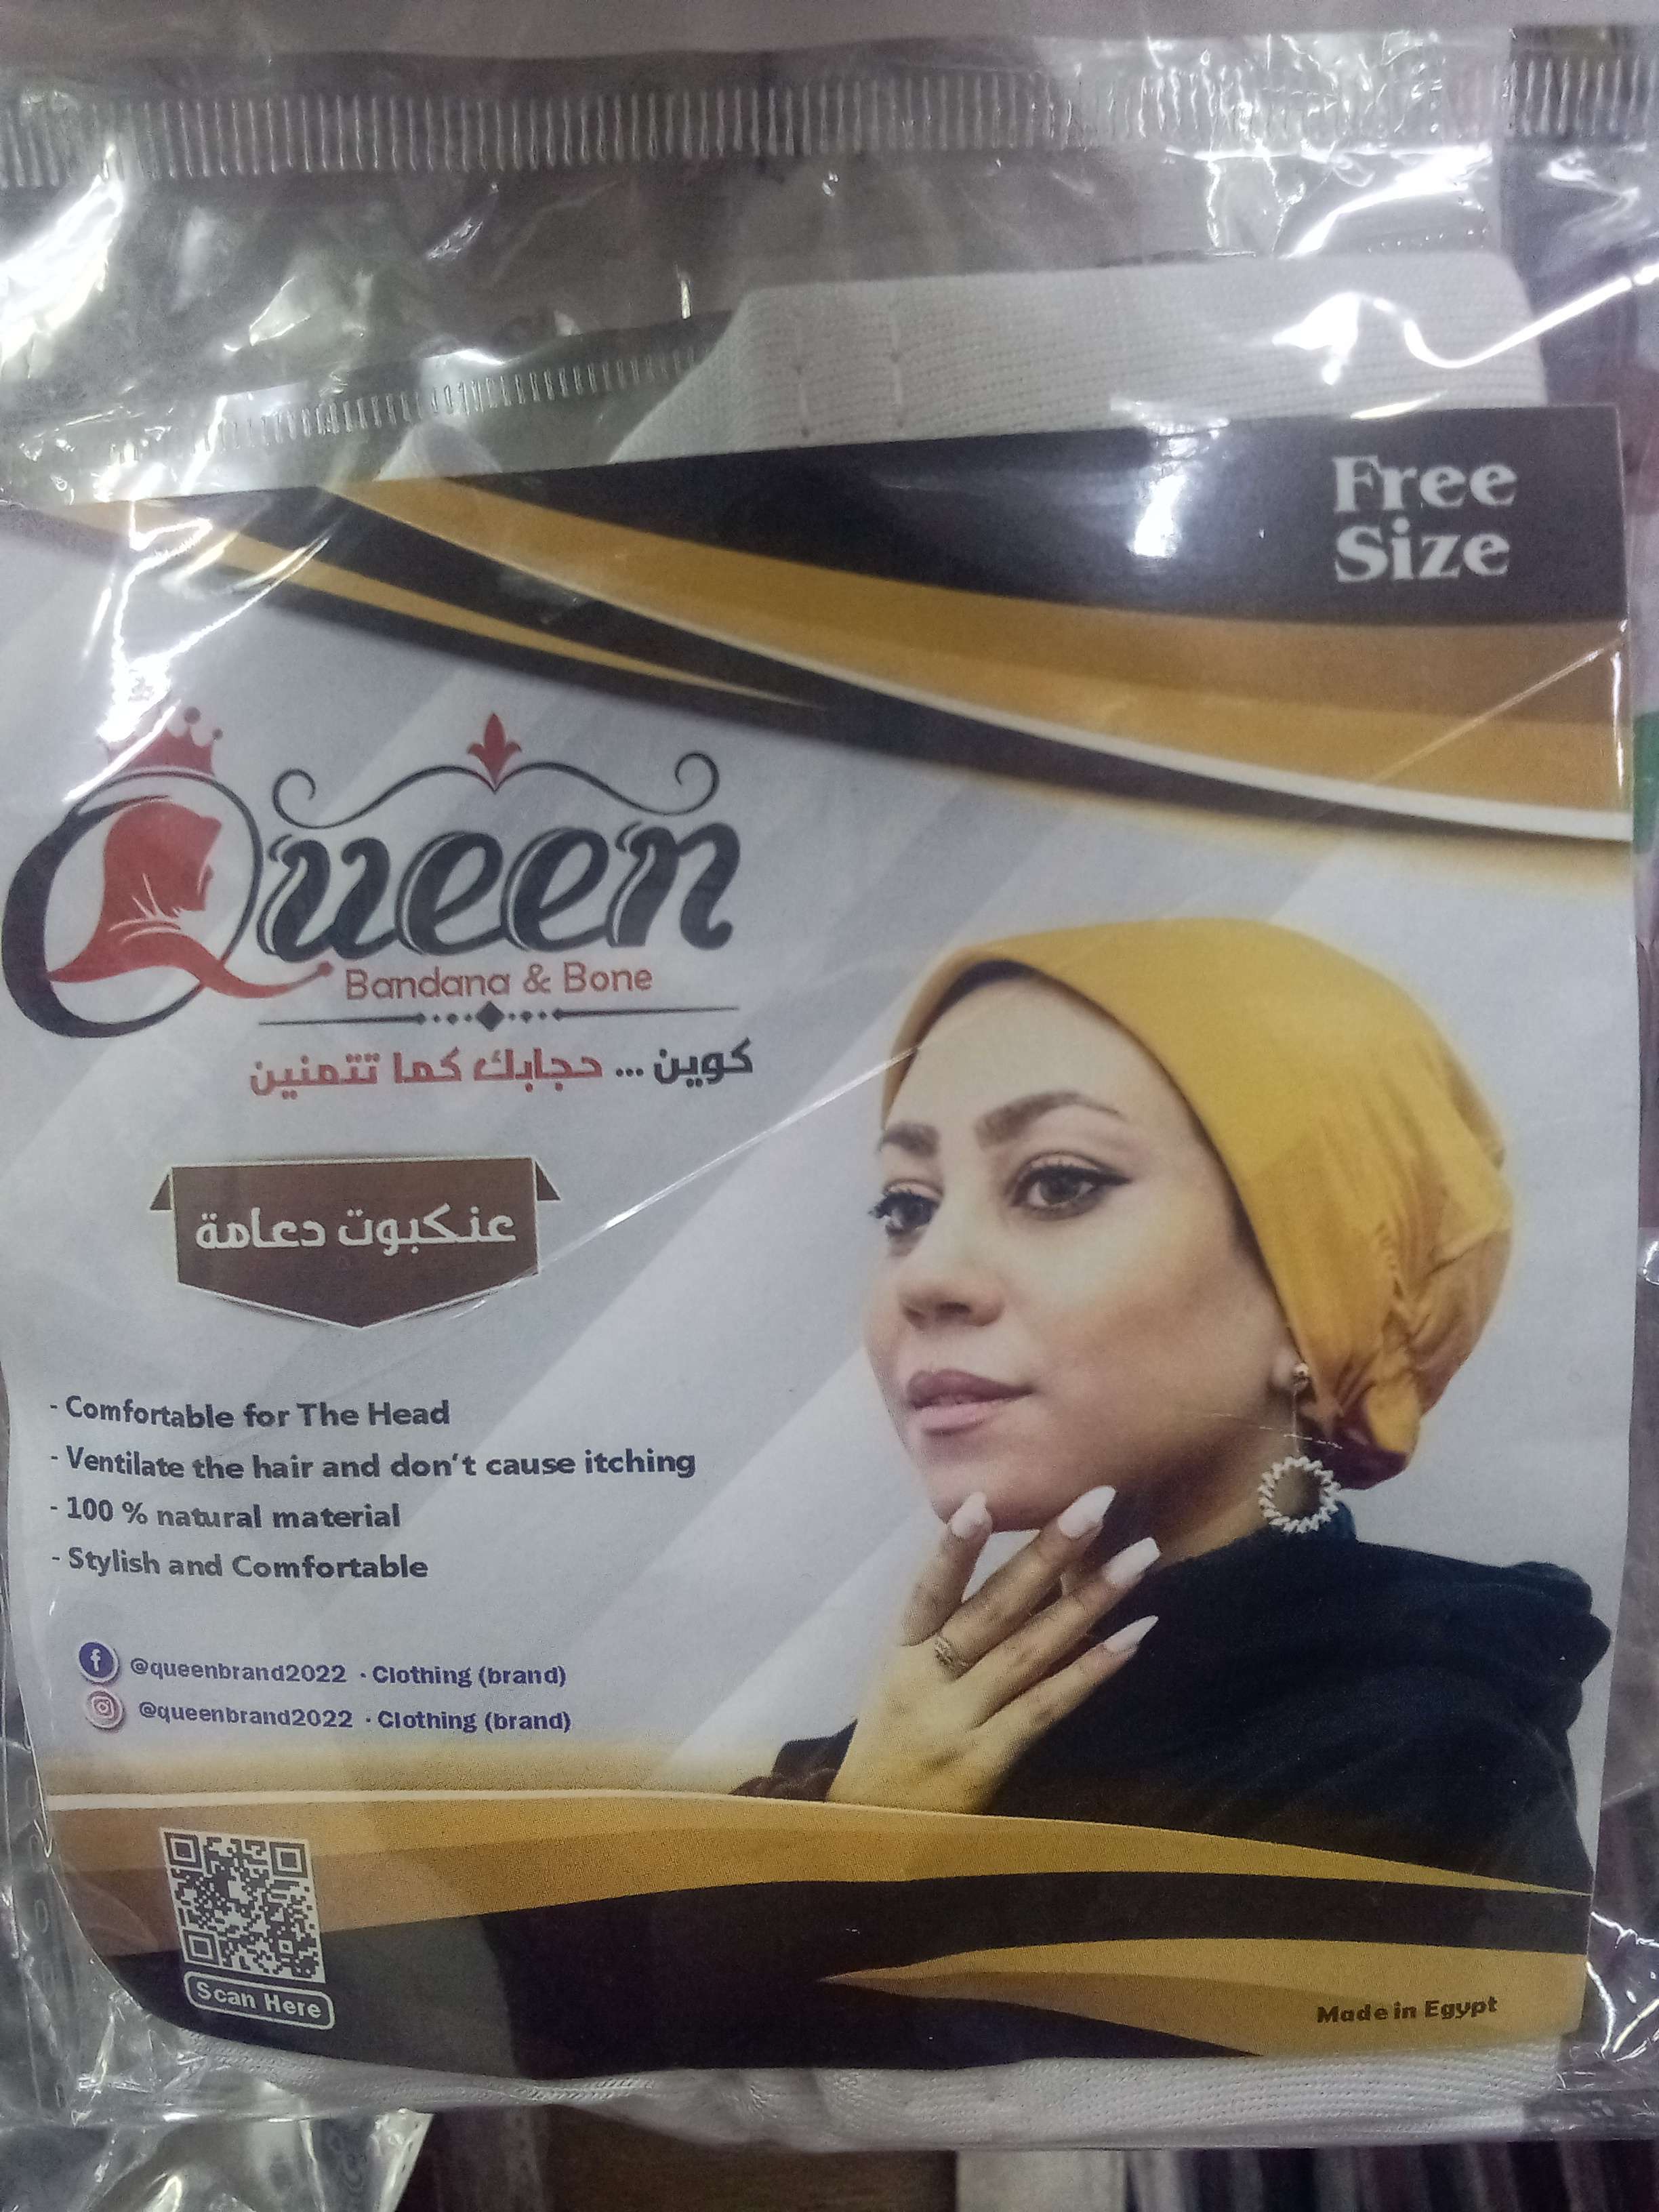 Free
Size
Queen
Bandana & Bone
كوين ... حجابك كما تتمنين
عنكبوت دعامة
- Comfortable for The Head
- Ventilate the hair and don't cause itching
- 100 % natural material
- Stylish and Comfortable
@queenbrand2022 · Clothing (brand)
@queenbrand2022 · Clothing (brand)
Scan Here
Made in Egypt